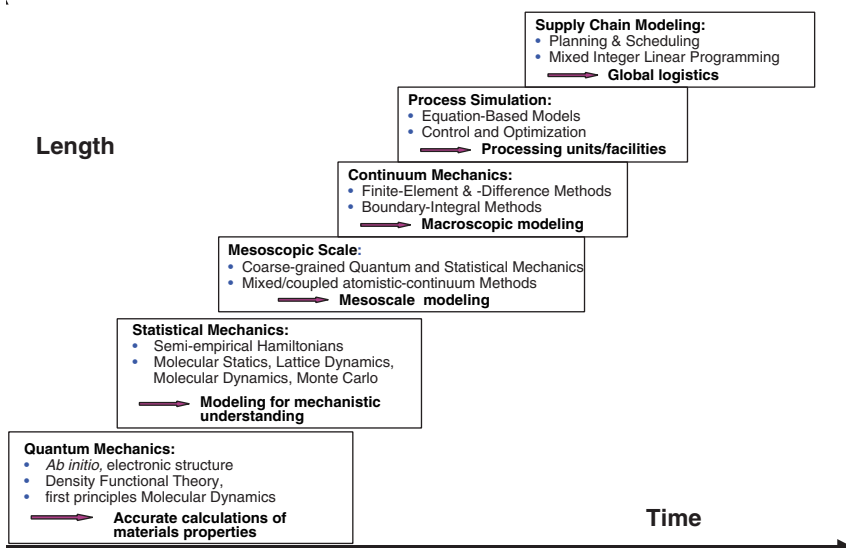 Supply Chain Modeling:
• Planning & Scheduling
• Mixed Integer Linear Programming
Global logistics
Process Simulation:
• Equation-Based Models
• Control and Optimization
Processing units/facilities
Length
Continuum Mechanics:
• Finite-Element & -Difference Methods
• Boundary-Integral Methods
Macroscopic modeling
Mesoscopic Scale:
• Coarse-grained Quantum and Statistical Mechanics
• Mixed/coupled atomistic-continuum Methods
Mesoscale modeling
Statistical Mechanics:
• Semi-empirical Hamiltonians
• Molecular Statics, Lattice Dynamics,
Molecular Dynamics, Monte Carlo
Modeling for mechanistic
understanding
Quantum Mechanics:
• Ab initio, electronic structure
• Density Functional Theory,
• first principles Molecular Dynamics
Accurate calculations of
materials properties
Time